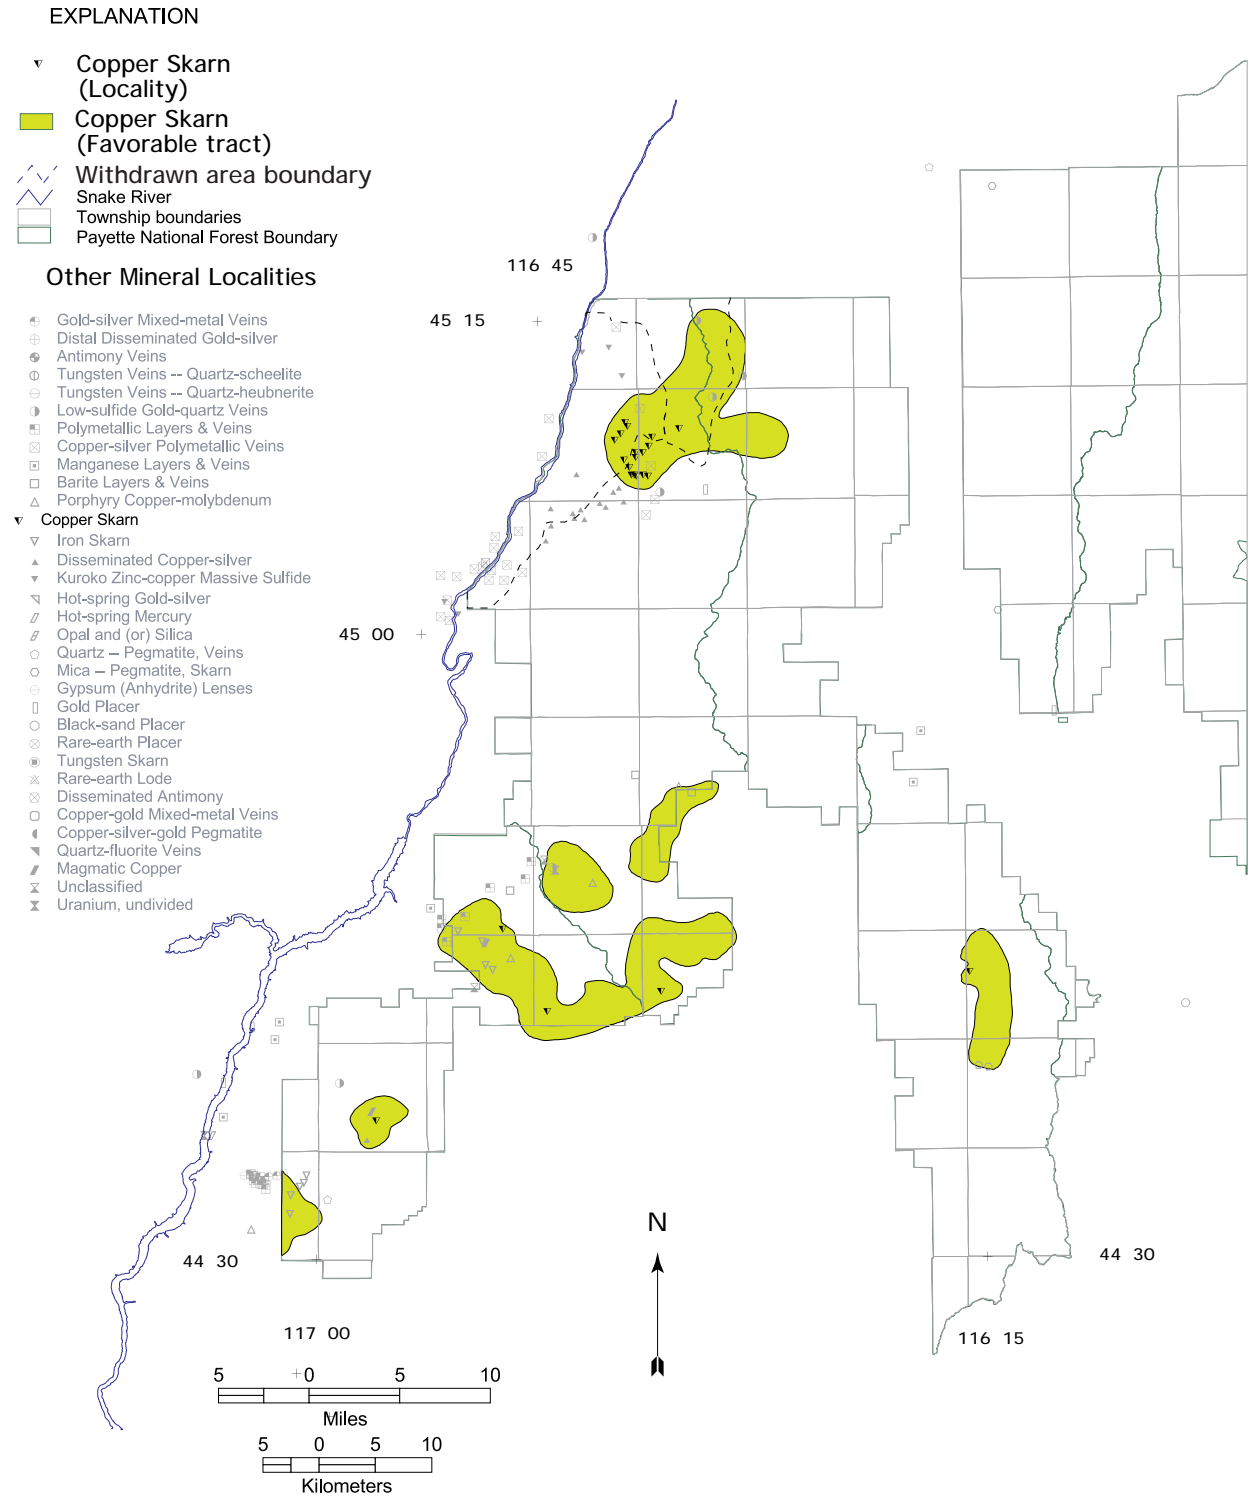 EXPLANATION
Copper Skarn
(Locality)
Copper Skarn
(Favorable tract)
Withdrawn area boundary
Snake River
Township boundaries
Payette National Forest Boundary
Other Mineral Localities
Gold-silver Mixed-metal Veins
Distal Disseminated Gold-silver
Antimony Veins
Tungsten Veins -- Quartz-scheelite
Tungsten Veins -- Quartz-heubnerite
Low-sulfide Gold-quartz Veins
Polymetallic Layers & Veins
Copper-silver Polymetallic Veins
Manganese Layers & Veins
Barite Layers & Veins
Porphyry Copper-molybdenum
Copper Skarn
Iron Skarn
Disseminated Copper-silver
Kuroko Zinc-copper Massive Sulfide
Hot-spring Gold-silver
Hot-spring Mercury
Opal and (or) Silica
Quartz – Pegmatite, Veins
Mica – Pegmatite, Skarn
Gypsum (Anhydrite) Lenses
Gold Placer
Black-sand Placer
Rare-earth Placer
Tungsten Skarn
Rare-earth Lode
Disseminated Antimony
Copper-gold Mixed-metal Veins
Copper-silver-gold Pegmatite
Quartz-fluorite Veins
Magmatic Copper
Unclassified
Uranium, undivided
116 45
45 15
45 00
N
44 30
44 30
117 00
116 15
5 0 5 10
Miles
5 0 5 10
Kilometers